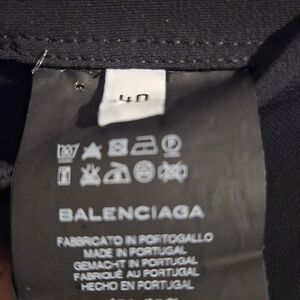 40
BALENCIAGA
FABBRICATO IN PORTOGALLO
MADE IN PORTUGAL
GEMACHT IN PORTUGAL
FABRIQUÉ AU PORTUGAL
HECHO EN PORTUGAL